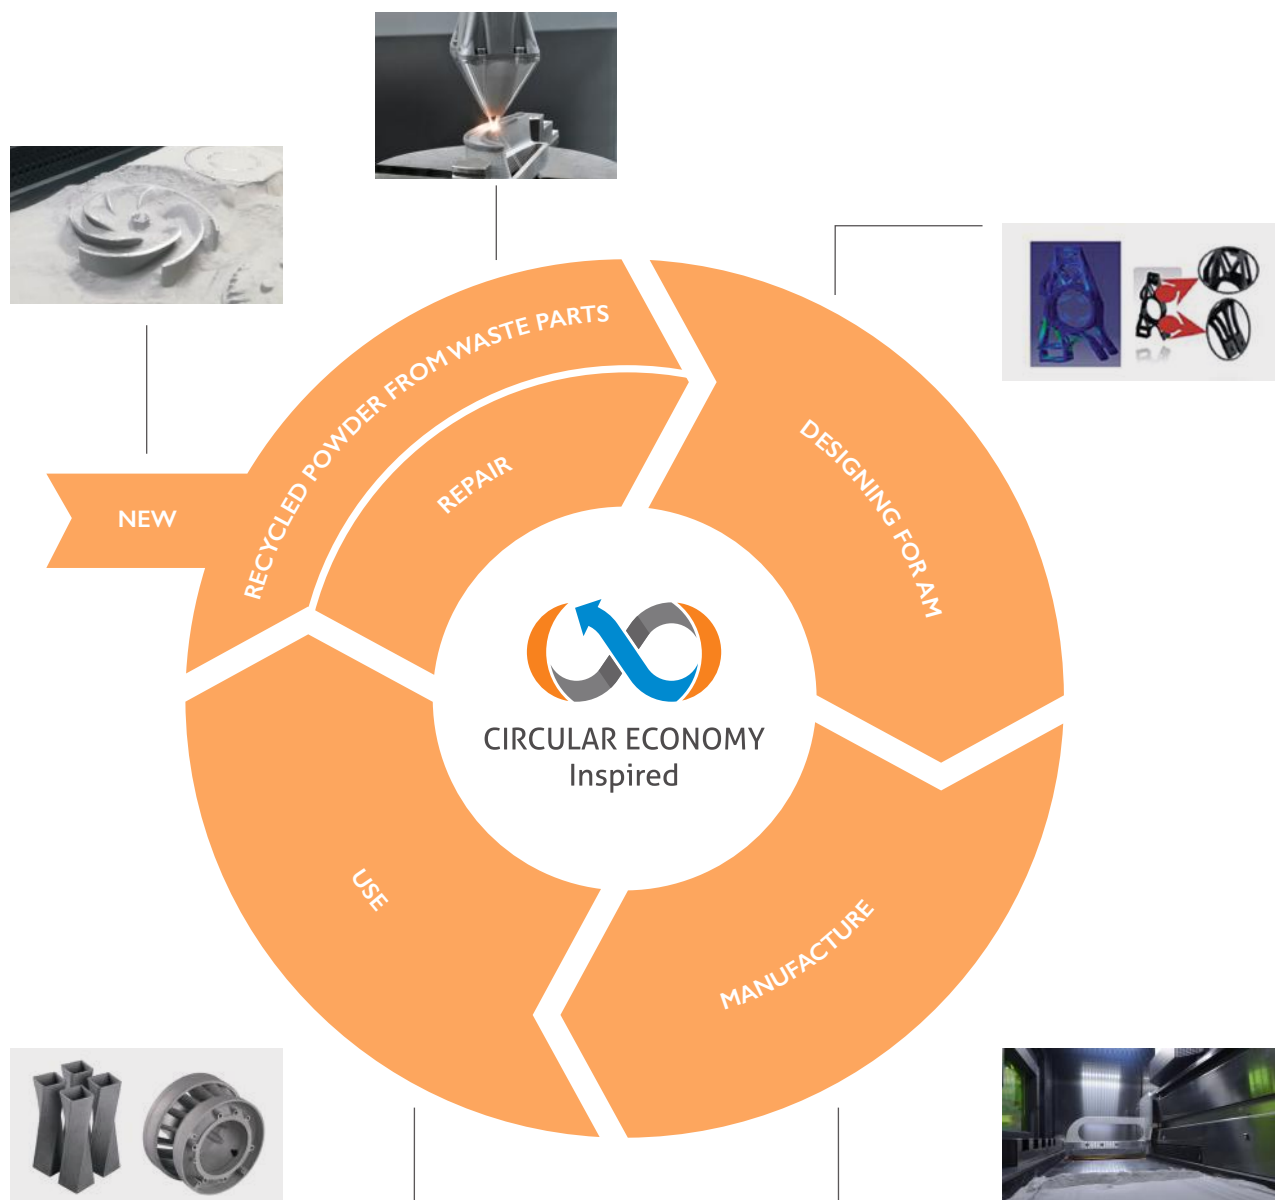 RECYCLED POWDER FROM WASTE PARTS
REPAIR
NEW
DESIGNING FOR AM
CIRCULAR ECONOMY
Inspired
USE
MANUFACTURE